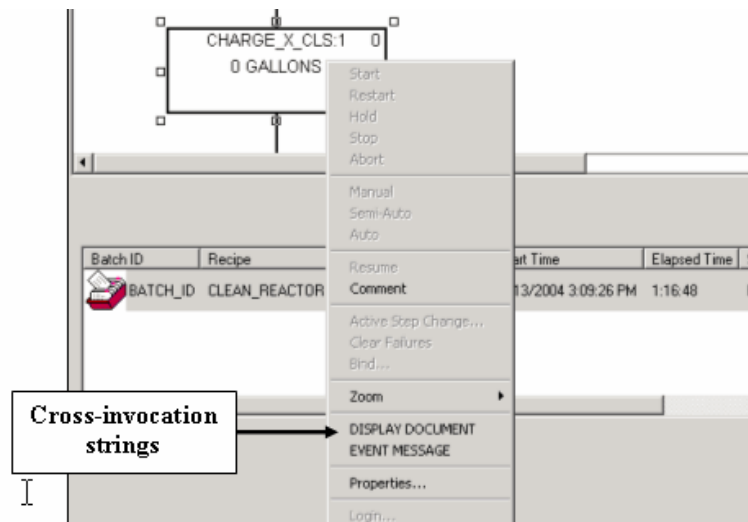 CHARGE_X_CLS:1 0
0 GALLONS
Start
Restart
Hold
Stop
Abort
Manual
Semi-Auto
Auto
Resume
Comment
Active Step Change...
Clear Failures
Bind...
Zoom
DISPLAY DOCUMENT
EVENT MESSAGE
Properties...
Login...
Batch ID Recipe Time Elapsed Time
BATCH_ID CLEAN_REACTOR 13/2004 3:09:26 PM 1:16:48
Cross-invocation
strings